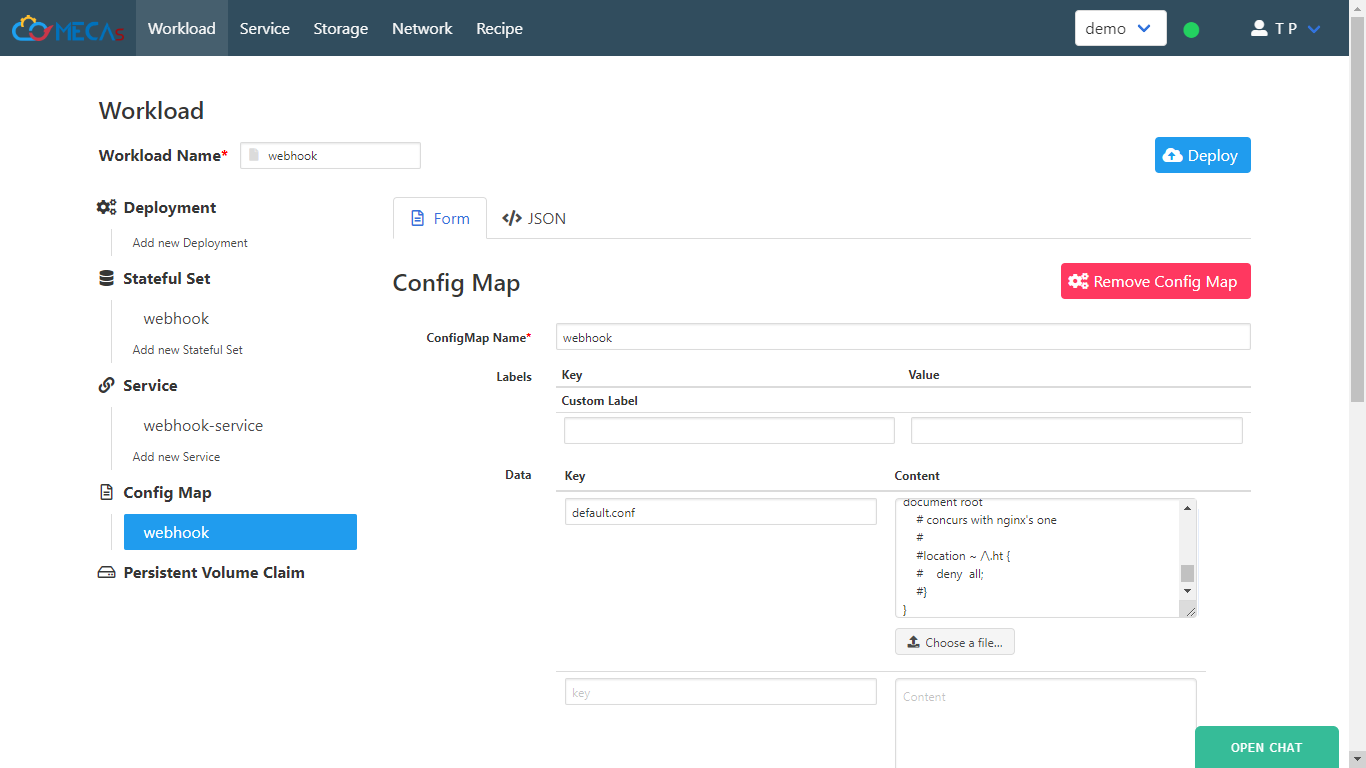 MECAs Workload Service Storage Network Recipe demo T P
Workload
Workload Name* webhook Deploy
Deployment
Form JSON
Add new Deployment
Stateful Set
Config Map Remove Config Map
webhook
ConfigMap Name* webhook
Add new Stateful Set
Labels Key Value
Service
Custom Label
webhook-service
Add new Service
Data Key Content
Config Map
default.conf
document root
# concurs with nginx's one
#
#location ~ /\.ht {
# deny all;
#}
}
webhook
Persistent Volume Claim
Choose a file...
key Content
OPEN CHAT